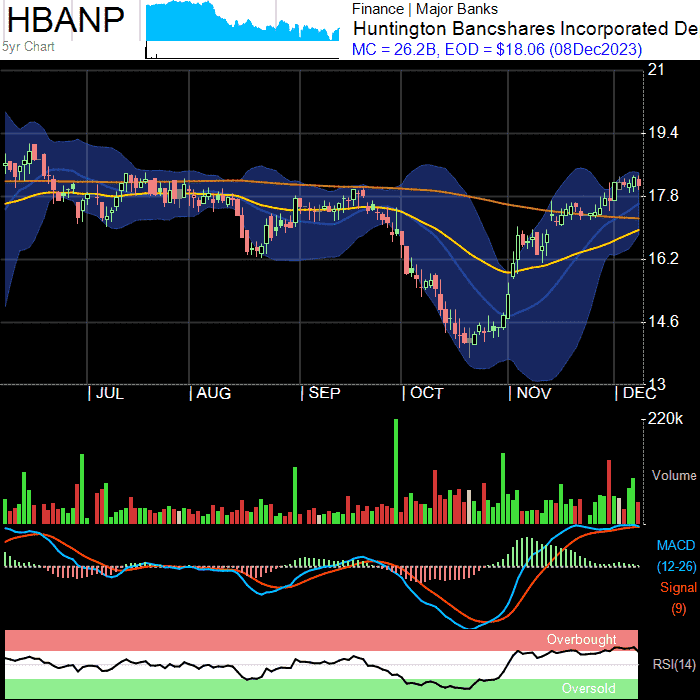 HBANP
5yr Chart
Finance | Major Banks
Huntington Bancshares Incorporated De
MC = 26.2B, EOD = $18.06 (08Dec2023)
21
19.4
17.8
16.2
14.6
13
JUL
AUG
SEP
OCT
NOV
DEC
220k
Volume
MACD
(12-26)
Signal
(9)
Overbought
RSI(14)
Oversold